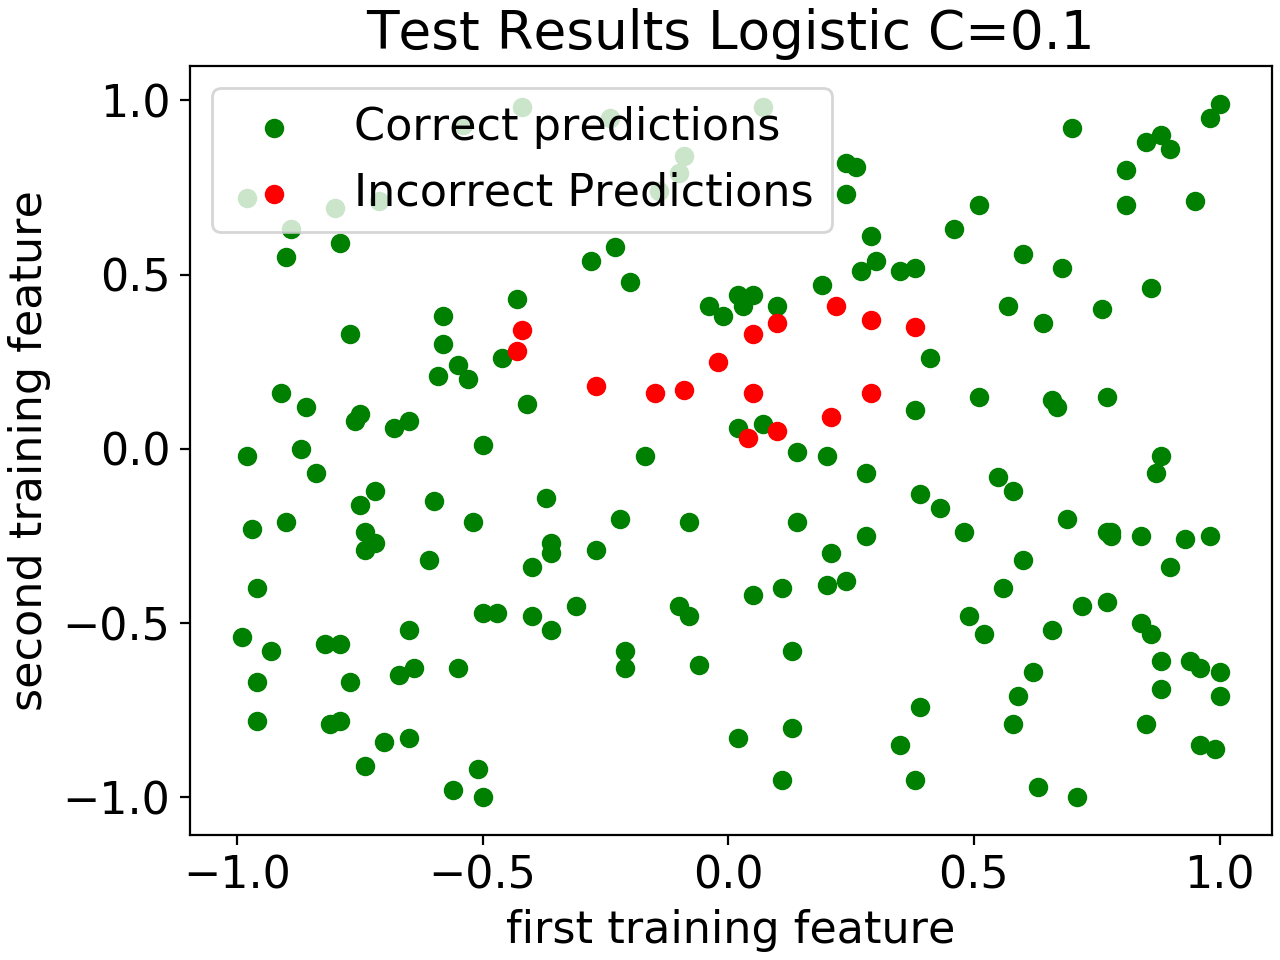 Test Results Logistic C=0.1
Correct predictions
Incorrect Predictions
second training feature
1.0
0.5
0.0
−0.5
−1.0
−1.0 −0.5 0.0 0.5 1.0
first training feature